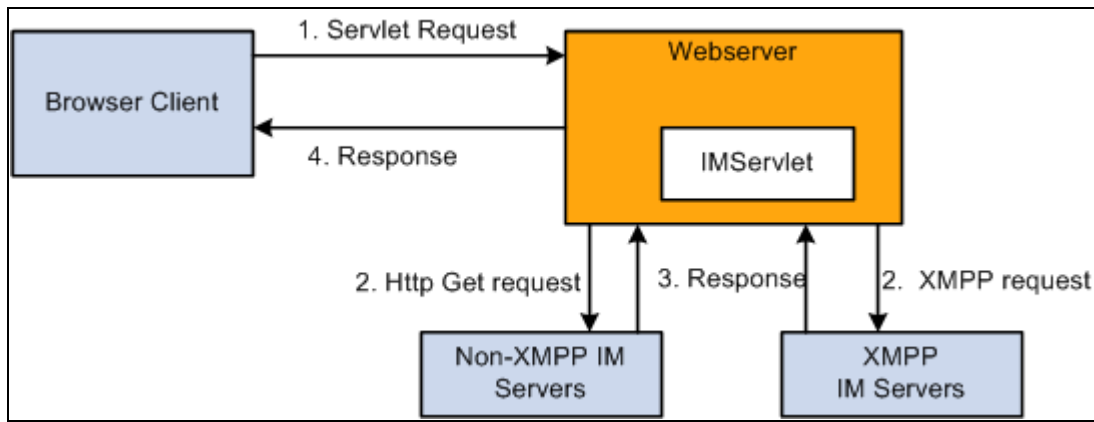 1. Servlet Request
Webserver
Browser Client
4. Response
IMServlet
2. Http Get request
3. Response
2. XMPP request
Non-XMPP IM
Servers
XMPP
IM Servers